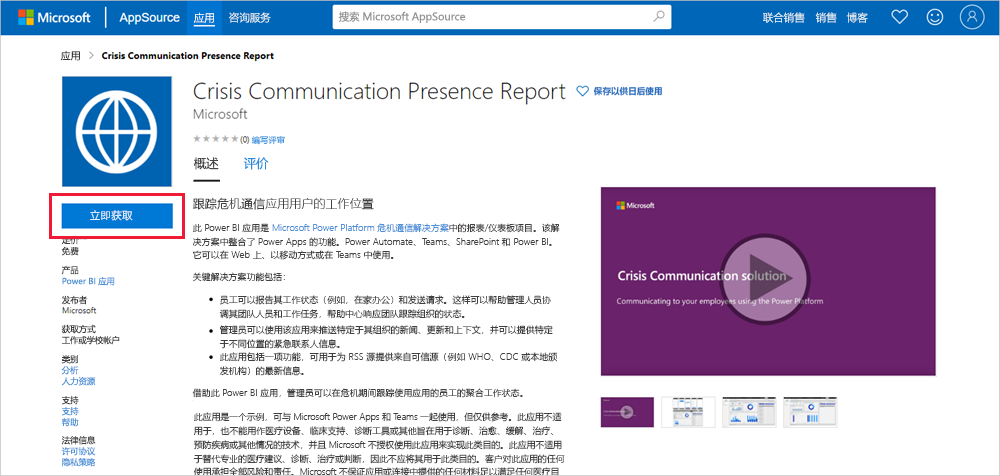 Microsoft AppSource 应用 咨询服务 搜索 Microsoft AppSource 联合销售 销售 博客
应用 > Crisis Communication Presence Report
Crisis Communication Presence Report 保存以供日后使用
Microsoft
(0) 编写评审
概述 评价
立即获取
定价
免费
产品
Power BI 应用
发布者
Microsoft
获取方式
工作或学校帐户
类别
分析
人力资源
支持
支持
帮助
法律信息
许可协议
隐私策略
跟踪危机通信应用用户的工作位置
此 Power BI 应用是 Microsoft Power Platform 危机通信解决方案中的报表/仪表板项目。该解
决方案中整合了 Power Apps 的功能。Power Automate、Teams、SharePoint 和 Power BI。
它可以在 Web 上、以移动方式或在 Teams 中使用。
关键解决方案功能包括:
• 员工可以报告其工作状态（例如，在家办公）和发送请求。这样可以帮助管理人员协
调其团队人员和工作任务，帮助中心响应团队跟踪组织的状态。
• 管理员可以使用该应用来推送特定于其组织的新闻、更新和上下文，并可以提供特定
于不同位置的紧急联系人信息。
• 此应用包括一项功能，可用于为 RSS 源提供来自可信源（例如 WHO、CDC 或本地颁
发机构）的最新信息。
借助此 Power BI 应用，管理员可以在危机期间跟踪使用应用的员工的聚合工作状态。
此应用是一个示例，可与 Microsoft Power Apps 和 Teams 一起使用，但仅供参考。此应用不适
用于，也不能用作医疗设备、临床支持、诊断工具或其他旨在用于诊断、治愈、缓解、治疗、
预防疾病或其他情况的技术，并且 Microsoft 不授权使用此应用来实现此类目的。此应用不适用
于替代专业的医疗建议、诊断、治疗或判断，因此不应将其用于此类目的。客户对此应用的任何
使用承担全部风险和责任。Microsoft 不保证应用或连接中提供的任何材料足以满足任何医疗目
Microsoft
Crisis Communication solution
Communicating to your employees using the Power Platform